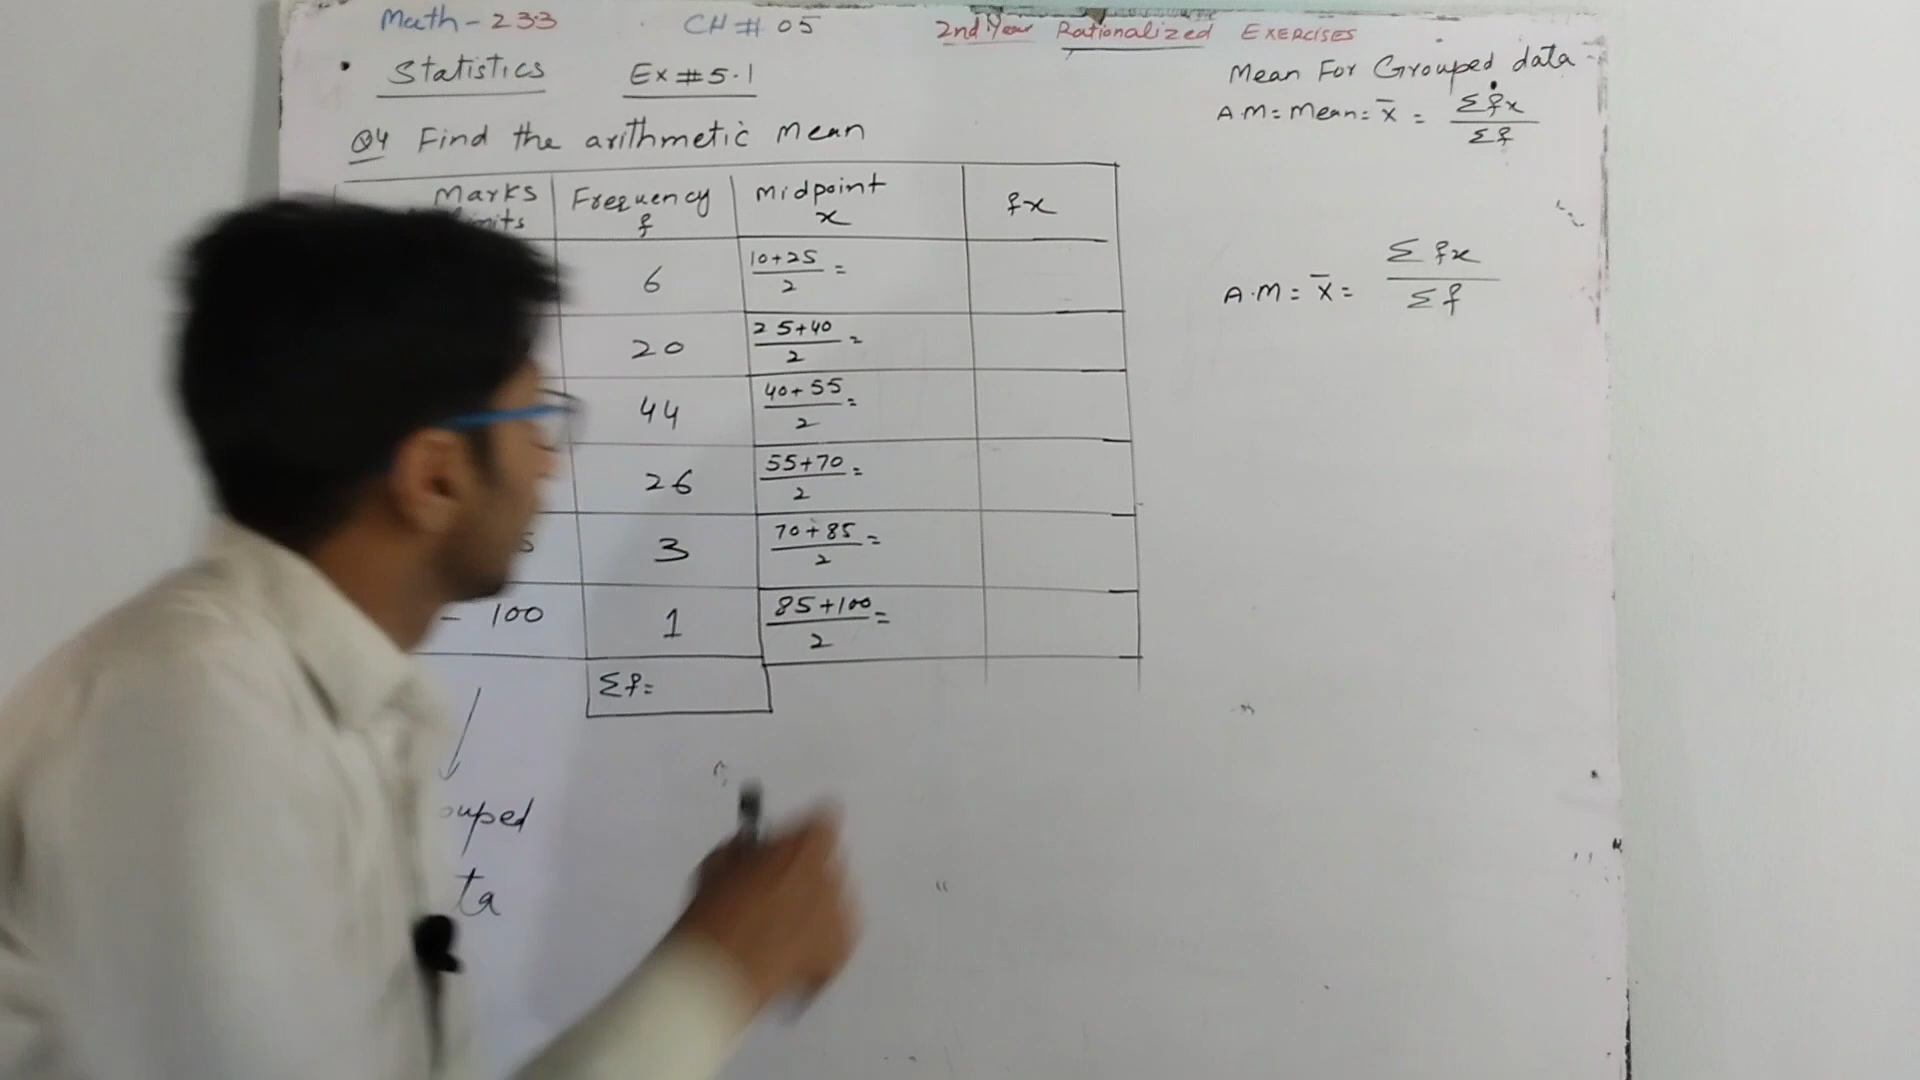 Math-233 CH # 05 2nd Year Rationalized EXERCISES
Statistics Ex # 5.1 Mean For Grouped data
A.M = Mean = x̄ = Σfx / Σf
Q4 Find the arithmetic mean
Marks Frequency f Midpoint x fx
6 10+25/2 =
20 25+40/2 =
44 40+55/2 =
26 55+70/2 =
3 70+85/2 =
- 100 1 85+100/2 =
Σf=
A.M = x̄ = Σfx / Σf